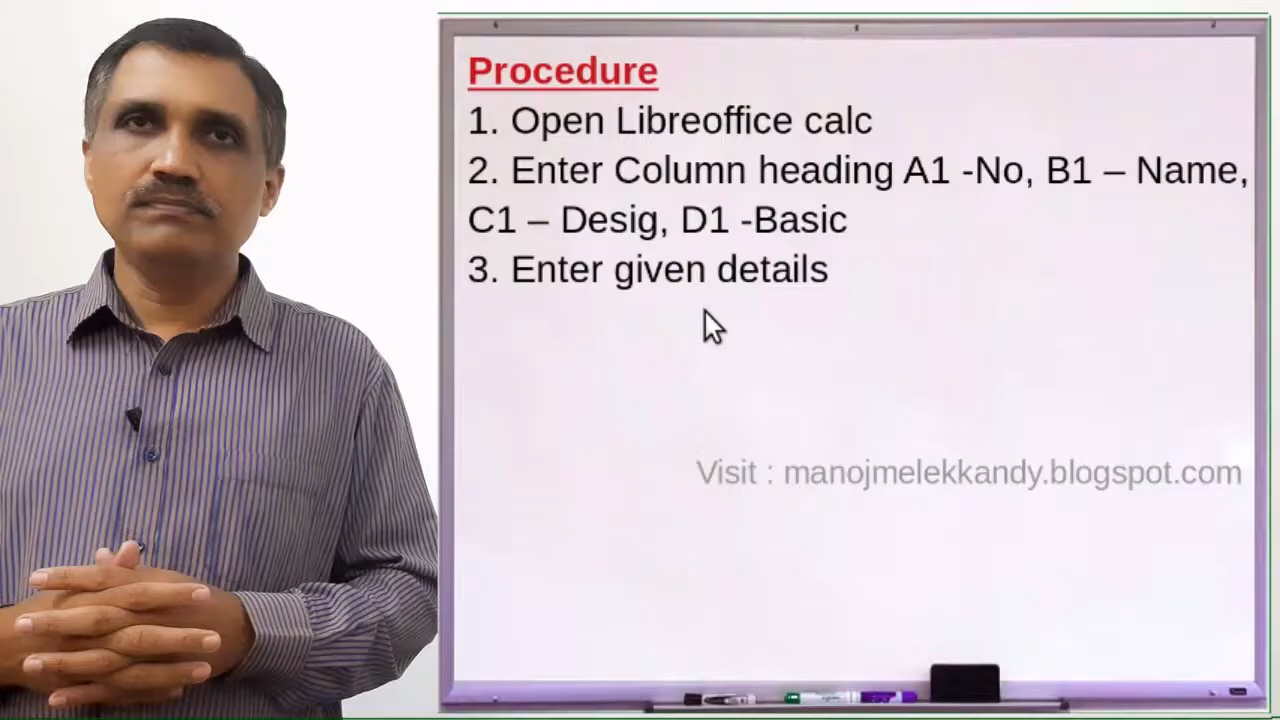 Procedure
1. Open Libreoffice calc
2. Enter Column heading A1 -No, B1 – Name,
C1 – Desig, D1 -Basic
3. Enter given details
Visit : manojmelekkandy.blogspot.com